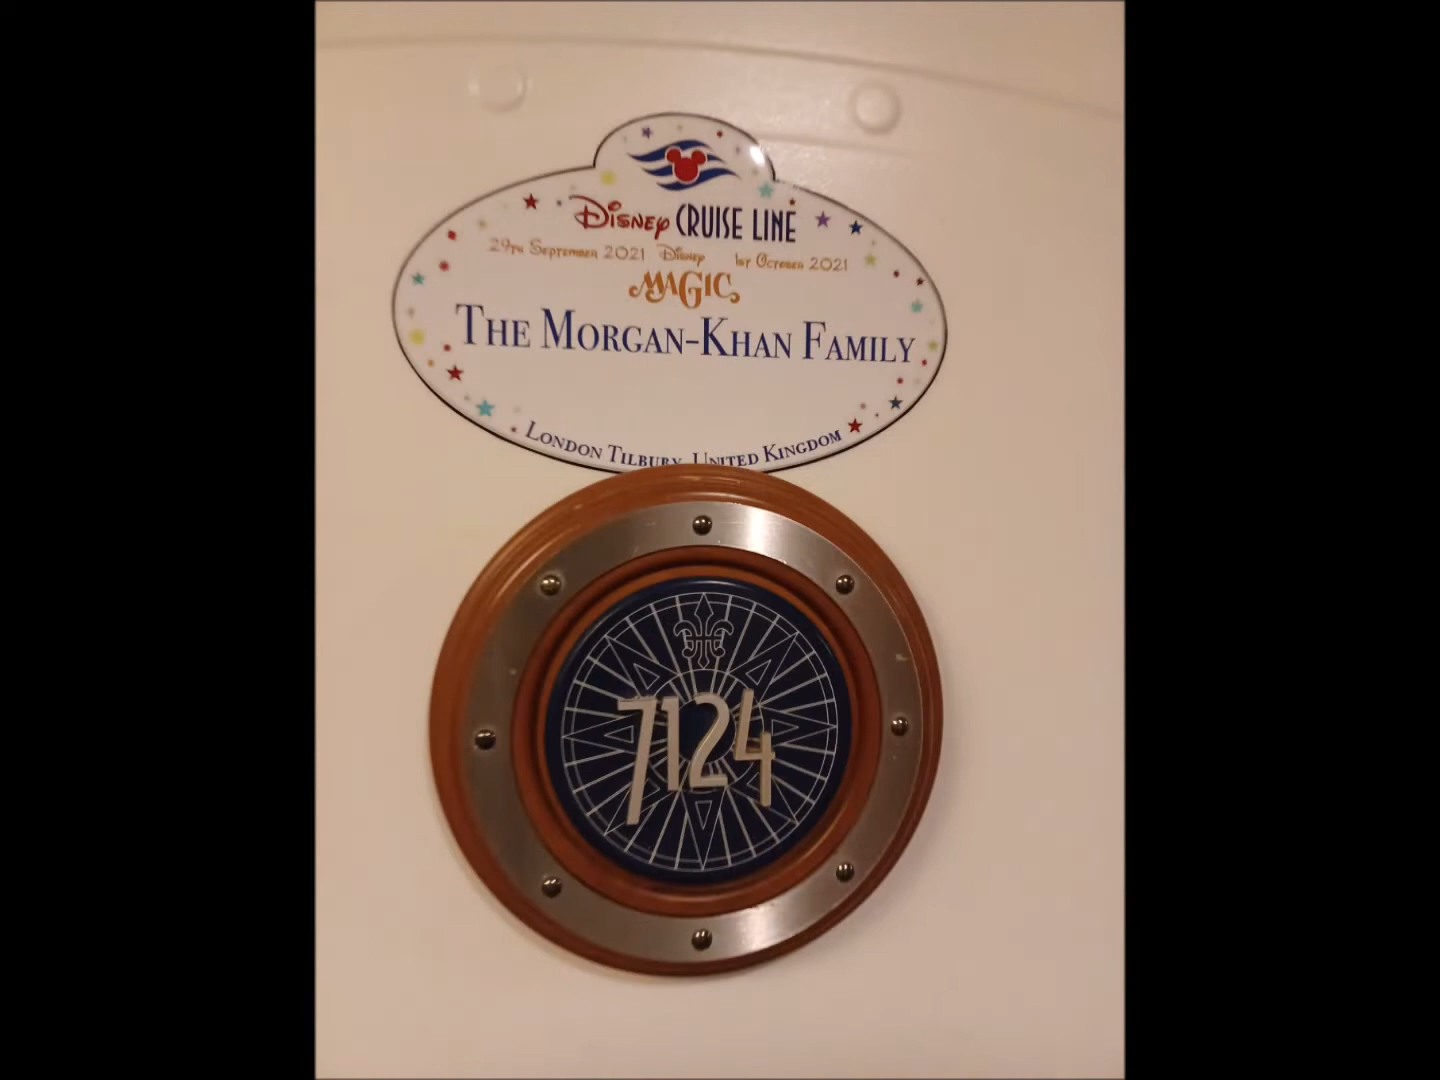 Disney CRUISE LINE
29th September 2021 Disney 1st October 2021
MAGIC
THE MORGAN-KHAN FAMILY
LONDON TILBURY, UNITED KINGDOM
7124